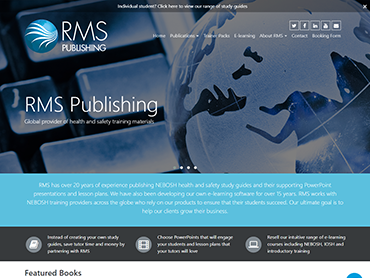 Individual student? Click here to view our range of study guides
RMS
PUBLISHING
Home Publications Trainer Packs E-learning About RMS Contact Booking Form
RMS Publishing
Global provider of health and safety training materials
RMS has over 20 years of experience publishing NEBOSH health and safety study guides and their supporting PowerPoint
presentations and lesson plans. We have also been developing our own e-learning software for over 15 years. RMS works with
NEBOSH training providers across the globe who rely on our products to ensure that their students succeed. Our ultimate goal is to
help our clients grow their business.
Instead of creating your own study
guides, save tutor time and money by
partnering with RMS
Choose PowerPoints that will engage
your students and lesson plans that
your tutors will love
Resell our intuitive range of e-learning
courses including NEBOSH, IOSH and
introductory training
Featured Books